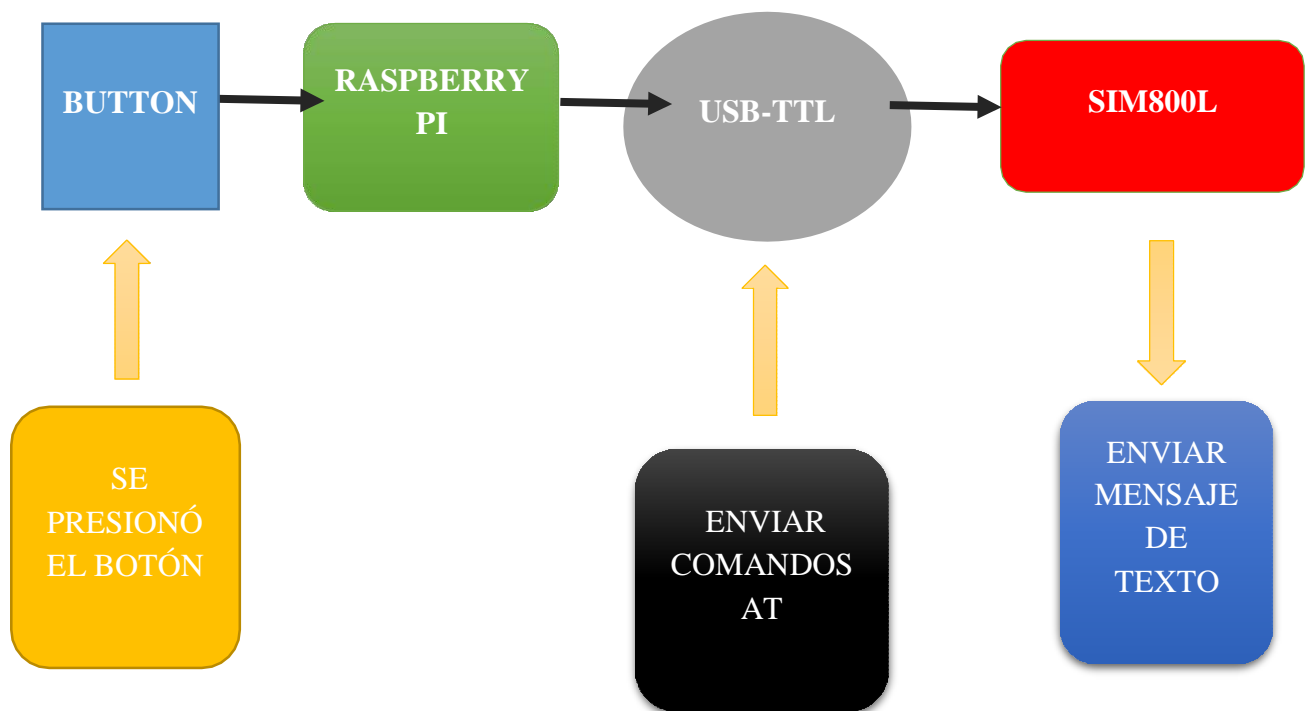 BUTTON
RASPBERRY
PI
USB-TTL
SIM800L
SE
PRESIONÓ
EL BOTÓN
ENVIAR
COMANDOS
AT
ENVIAR
MENSAJE
DE
TEXTO